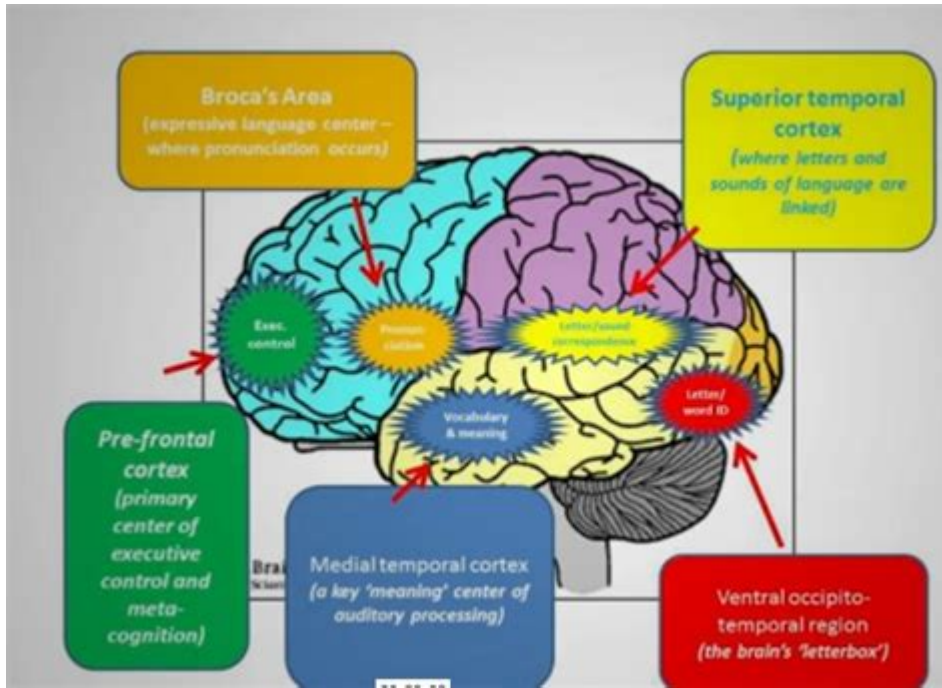 Broca's Area
(expressive language center –
where pronunciation occurs)
Superior temporal
cortex
(where letters and
sounds of language are
linked)
Exec.
control
Pronun-
ciation
Letter/sound
correspondence
Vocabulary
& meaning
Letter/
word ID
Pre-frontal
cortex
(primary
center of
executive
control and
meta-
cognition)
Medial temporal cortex
(a key 'meaning' center of
auditory processing)
Ventral occipito-
temporal region
(the brain's 'letterbox')